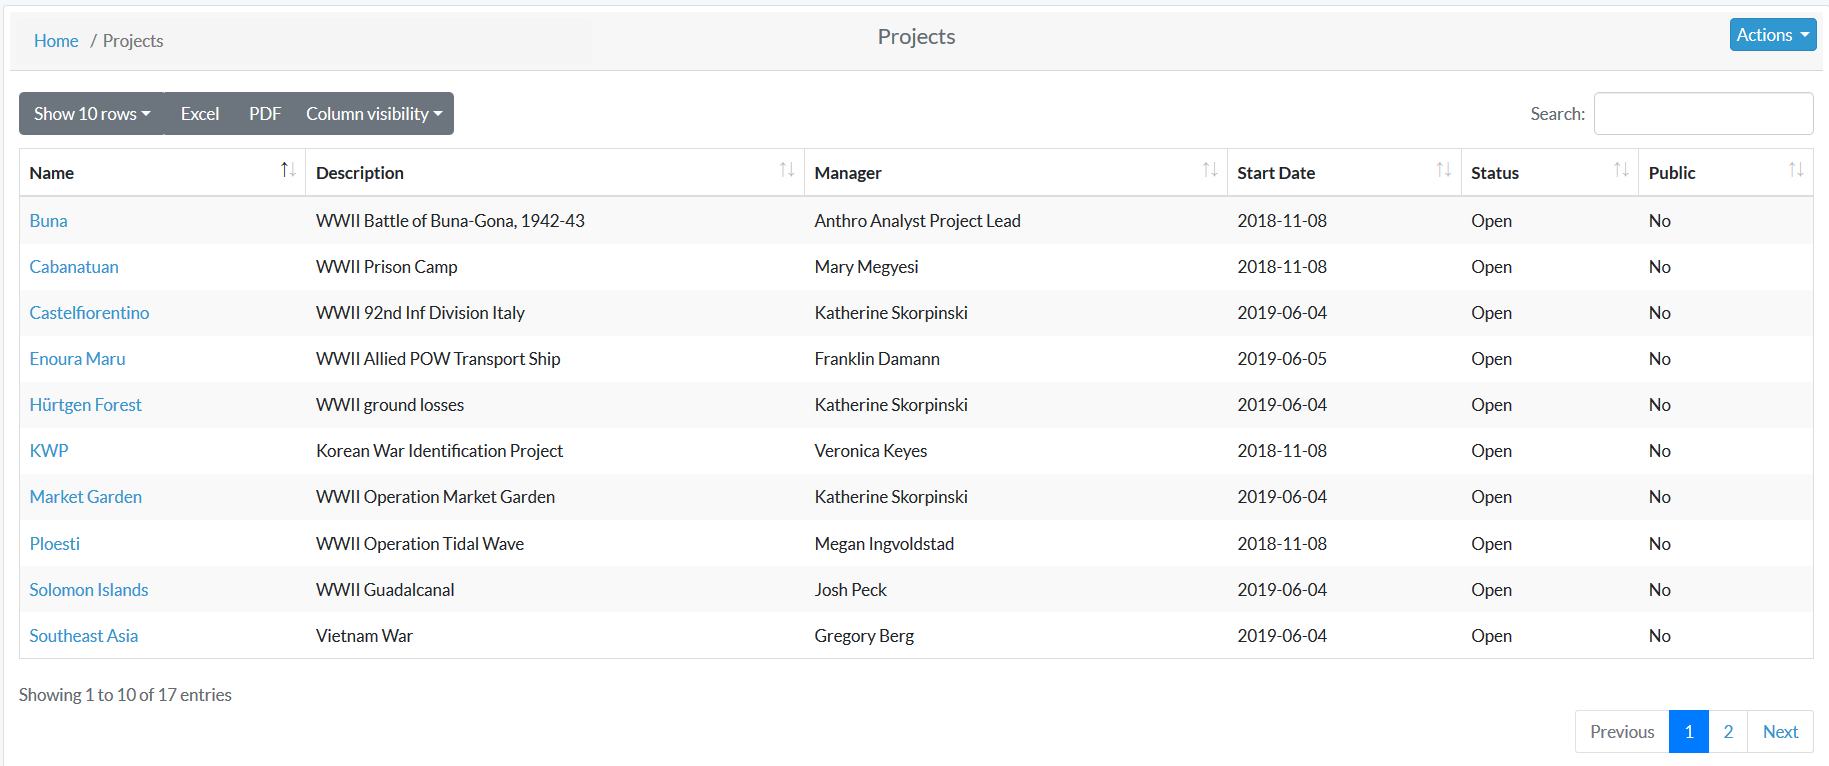 Home / Projects
Projects
Actions
Show 10 rows Excel PDF Column visibility
Search:
Name Description Manager Start Date Status Public
Buna WWII Battle of Buna-Gona, 1942-43 Anthro Analyst Project Lead 2018-11-08 Open No
Cabanatuan WWII Prison Camp Mary Megyesi 2018-11-08 Open No
Castelfiorentino WWII 92nd Inf Division Italy Katherine Skorpinski 2019-06-04 Open No
Enoura Maru WWII Allied POW Transport Ship Franklin Damann 2019-06-05 Open No
Hürtgen Forest WWII ground losses Katherine Skorpinski 2019-06-04 Open No
KWP Korean War Identification Project Veronica Keyes 2018-11-08 Open No
Market Garden WWII Operation Market Garden Katherine Skorpinski 2019-06-04 Open No
Ploesti WWII Operation Tidal Wave Megan Ingvoldstad 2018-11-08 Open No
Solomon Islands WWII Guadalcanal Josh Peck 2019-06-04 Open No
Southeast Asia Vietnam War Gregory Berg 2019-06-04 Open No
Showing 1 to 10 of 17 entries
Previous 1 2 Next